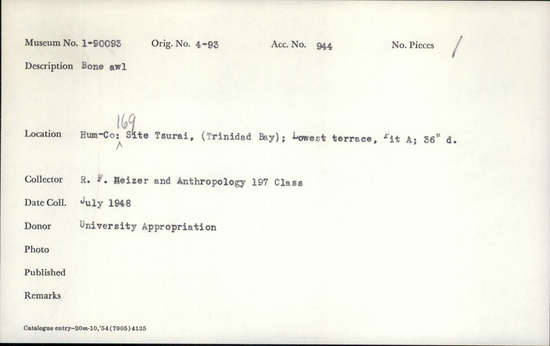 Museum No. 1-90093 Orig. No. 4-93 Acc. No. 944 No. Pieces 1
Description Bone awl
169
Location Hum-Co: Site Tsurai, (Trinidad Bay); Lowest terrace, Pit A; 36" d.
Collector R. F. Heizer and Anthropology 197 Class
Date Coll. July 1948
Donor University Appropriation
Photo
Published
Remarks
Catalogue entry—20m-10,'54(7905)4135